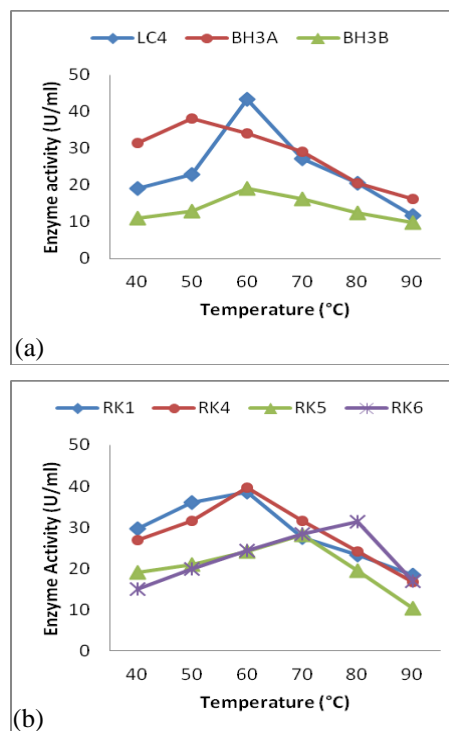 LC4 BH3A BH3B
50
40
30
20
10
0
Enzyme activity (U/ml)
40 50 60 70 80 90
Temperature (°C)
(a)
RK1 RK4 RK5 RK6
50
40
30
20
10
0
Enzyme Activity (U/ml)
40 50 60 70 80 90
Temperature (°C)
(b)